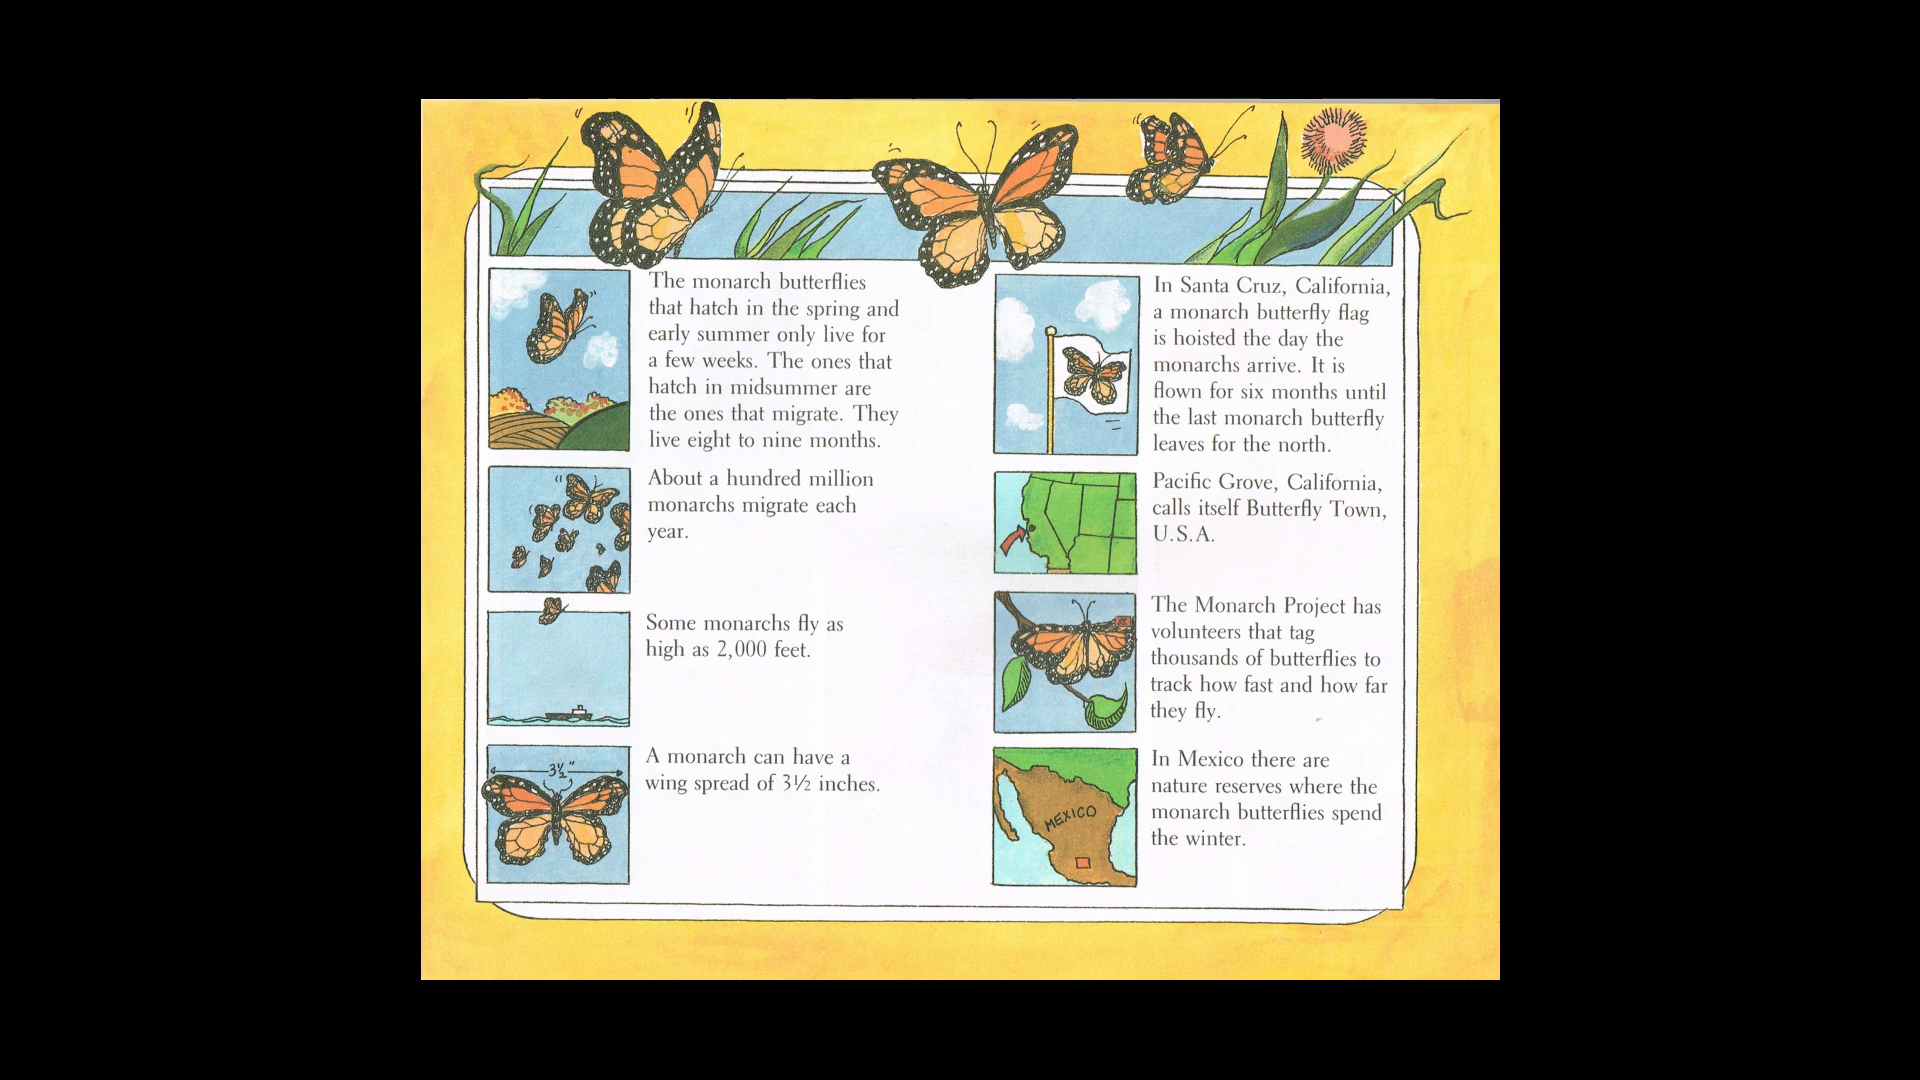 The monarch butterflies
that hatch in the spring and
early summer only live for
a few weeks. The ones that
hatch in midsummer are
the ones that migrate. They
live eight to nine months.
About a hundred million
monarchs migrate each
year.
Some monarchs fly as
high as 2,000 feet.
3½"
A monarch can have a
wing spread of 3½ inches.
In Santa Cruz, California,
a monarch butterfly flag
is hoisted the day the
monarchs arrive. It is
flown for six months until
the last monarch butterfly
leaves for the north.
Pacific Grove, California,
calls itself Butterfly Town,
U.S.A.
The Monarch Project has
volunteers that tag
thousands of butterflies to
track how fast and how far
they fly.
MEXICO
In Mexico there are
nature reserves where the
monarch butterflies spend
the winter.